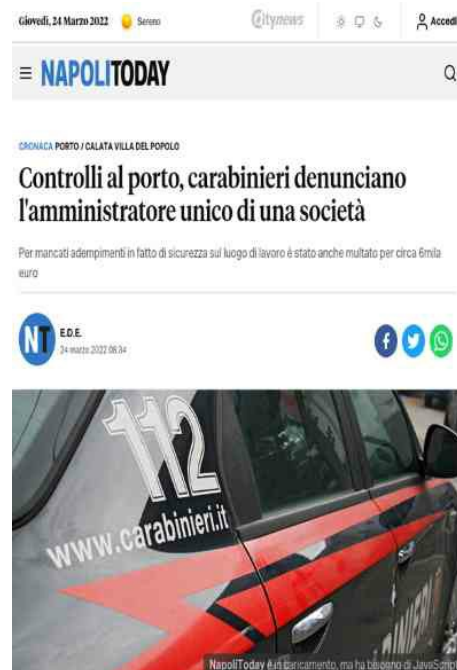 Giovedì, 24 Marzo 2022 Sereno citynews Accedi
NAPOLITODAY
CRONACA PORTO / CALATA VILLA DEL POPOLO
Controlli al porto, carabinieri denunciano
l'amministratore unico di una società
Per mancati adempimenti in fatto di sicurezza sul luogo di lavoro è stato anche multato per circa 6mila
euro
NT E.D.E.
24 marzo 2022 08:34
112
www.carabinieri.it
CARABINIERI
NapoliToday è in caricamento, ma ha bisogno di JavaScript